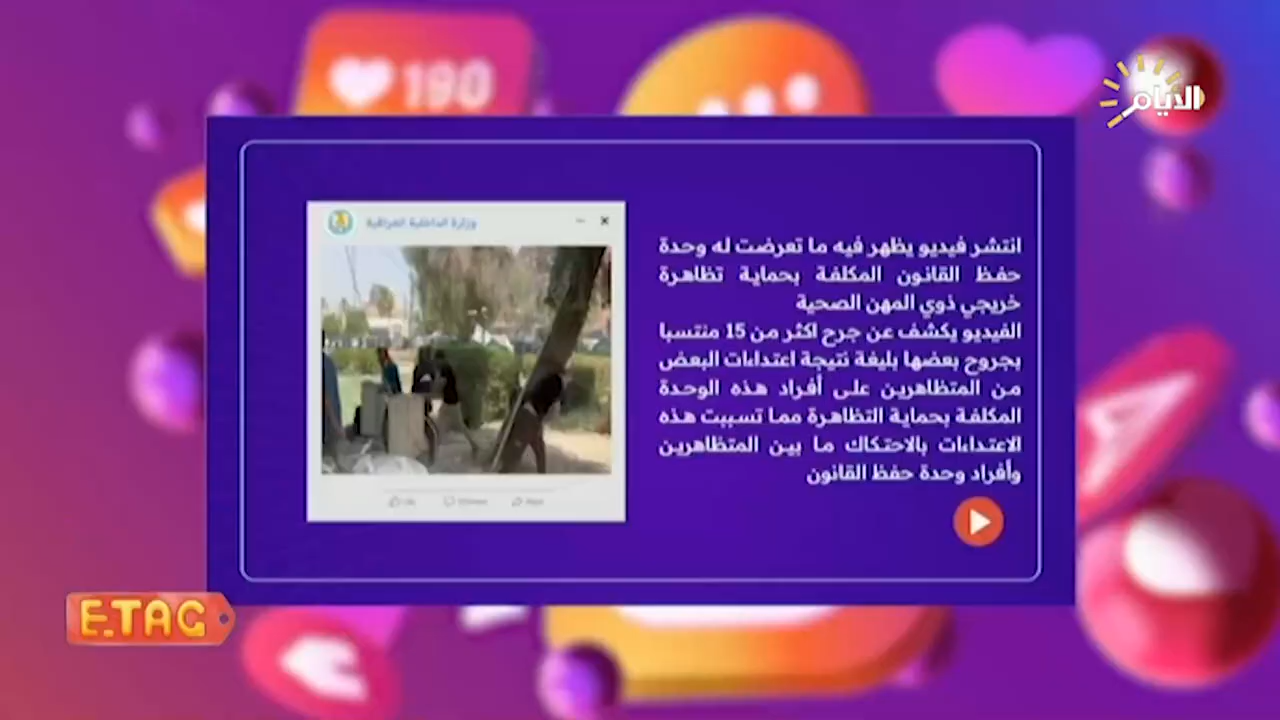 190
الايام
وزارة الداخلية العراقية
انتشر فيديو يظهر فيه ما تعرضت له وحدة
حفظ القانون المكلفة بحماية تظاهرة
خريجي ذوي المهن الصحية
الفيديو يكشف عن جرح اكثر من 15 منتسبا
بجروح بعضها بليغة نتيجة اعتداءات البعض
من المتظاهرين على أفراد هذه الوحدة
المكلفة بحماية التظاهرة مما تسببت هذه
الاعتداءات بالاحتكاك ما بين المتظاهرين
وأفراد وحدة حفظ القانون
E.TAG